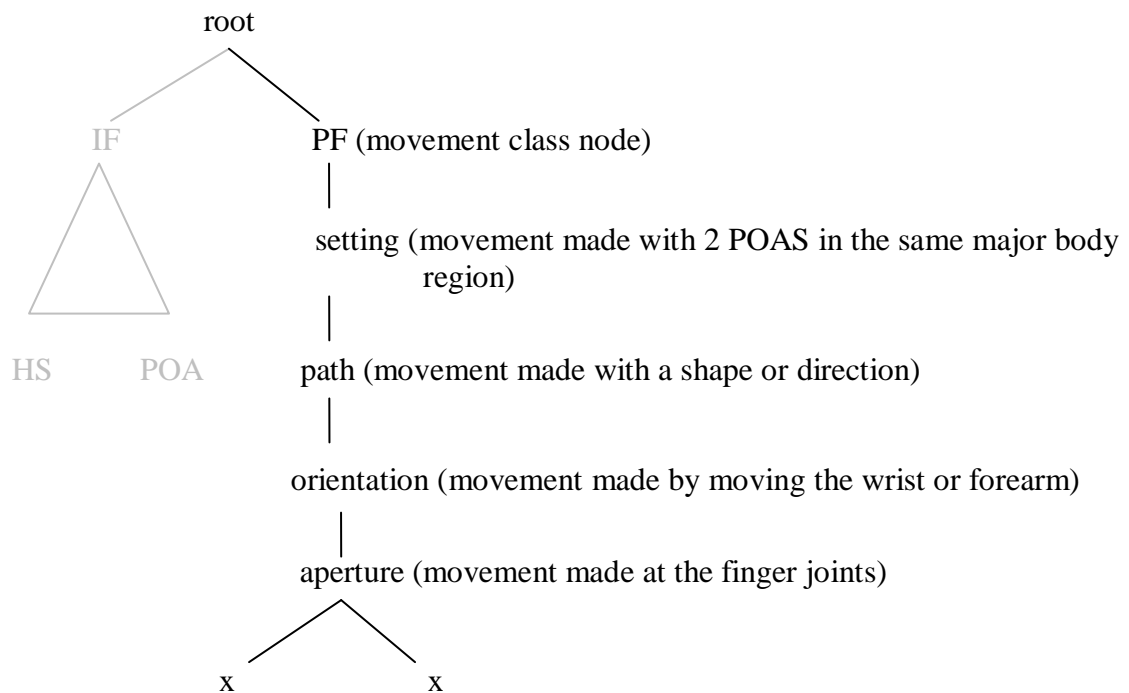 root
IF PF (movement class node)
setting (movement made with 2 POAS in the same major body
region)
HS POA path (movement made with a shape or direction)
orientation (movement made by moving the wrist or forearm)
aperture (movement made at the finger joints)
x x